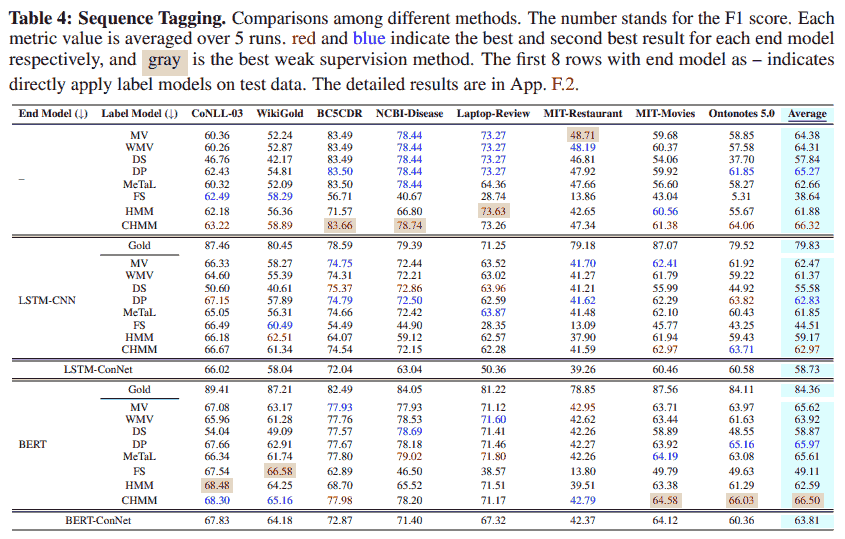 Table 4: Sequence Tagging. Comparisons among different methods. The number stands for the F1 score. Each
metric value is averaged over 5 runs. red and blue indicate the best and second best result for each end model
respectively, and gray is the best weak supervision method. The first 8 rows with end model as – indicates
directly apply label models on test data. The detailed results are in App. F.2.
End Model (↓) Label Model (↓) CoNLL-03 WikiGold BC5CDR NCBI-Disease Laptop-Review MIT-Restaurant MIT-Movies Ontonotes 5.0 Average
MV 60.36 52.24 83.49 78.44 73.27 48.71 59.68 58.85 64.38
WMV 60.26 52.87 83.49 78.44 73.27 48.19 60.37 57.58 64.31
DS 46.76 42.17 83.49 78.44 73.27 46.81 54.06 37.70 57.84
DP 62.43 54.81 83.50 78.44 73.27 47.92 59.92 61.85 65.27
– MeTaL 60.32 52.09 83.50 78.44 64.36 47.66 56.60 58.27 62.66
FS 62.49 58.29 56.71 40.67 28.74 13.86 43.04 5.31 38.64
HMM 62.18 56.36 71.57 66.80 73.63 42.65 60.56 55.67 61.88
CHMM 63.22 58.89 83.66 78.74 73.26 47.34 61.38 64.06 66.32
Gold 87.46 80.45 78.59 79.39 71.25 79.18 87.07 79.52 79.83
MV 66.33 58.27 74.75 72.44 63.52 41.70 62.41 61.92 62.47
WMV 64.60 55.39 74.31 72.21 63.02 41.27 61.79 59.22 61.37
DS 50.60 40.61 75.37 72.86 63.96 41.21 55.99 44.92 55.58
LSTM-CNN DP 67.15 57.89 74.79 72.50 62.59 41.62 62.29 63.82 62.83
MeTaL 65.05 56.31 74.66 72.42 63.87 41.48 62.10 60.43 61.85
FS 66.49 60.49 54.49 44.90 28.35 13.09 45.77 43.25 44.51
HMM 66.18 62.51 64.07 59.12 62.57 37.90 61.94 59.43 59.17
CHMM 66.67 61.34 74.54 72.15 62.28 41.59 62.97 63.71 62.97
LSTM-ConNet 66.02 58.04 72.04 63.04 50.36 39.26 60.46 60.58 58.73
Gold 89.41 87.21 82.49 84.05 81.22 78.85 87.56 84.11 84.36
MV 67.08 63.17 77.93 77.93 71.12 42.95 63.71 63.97 65.62
WMV 65.96 61.28 77.76 78.53 71.60 42.62 63.44 61.63 63.92
DS 54.04 49.09 77.57 78.69 71.41 42.26 58.89 48.55 58.87
BERT DP 67.66 62.91 77.67 78.18 71.46 42.27 63.92 65.16 65.97
MeTaL 66.34 61.74 77.80 79.02 71.80 42.26 64.19 63.08 65.61
FS 67.54 66.58 62.89 46.50 38.57 13.80 49.79 49.63 49.11
HMM 68.48 64.25 68.70 65.52 71.51 39.51 63.38 61.29 62.59
CHMM 68.30 65.16 77.98 78.20 71.17 42.79 64.58 66.03 66.50
BERT-ConNet 67.83 64.18 72.87 71.40 67.32 42.37 64.12 60.36 63.81